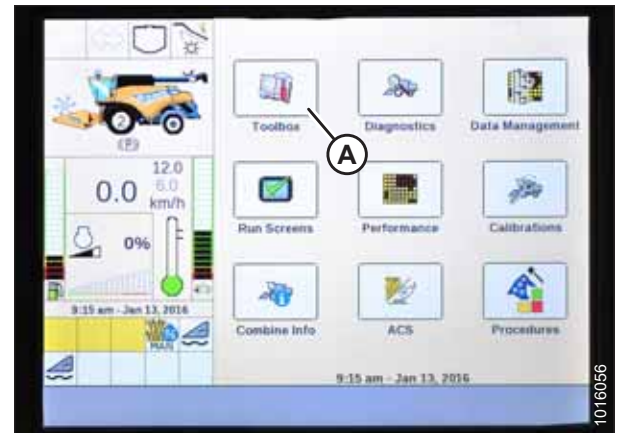 Toolbox
Diagnostics
Data Management
A
Run Screens
Performance
Calibrations
Combine Info
ACS
Procedures
9:15 am - Jan 13, 2016
12.0
6.0
0.0
km/h
0%
9:15 am - Jan 13, 2016
MAN
2
(P)
1016056